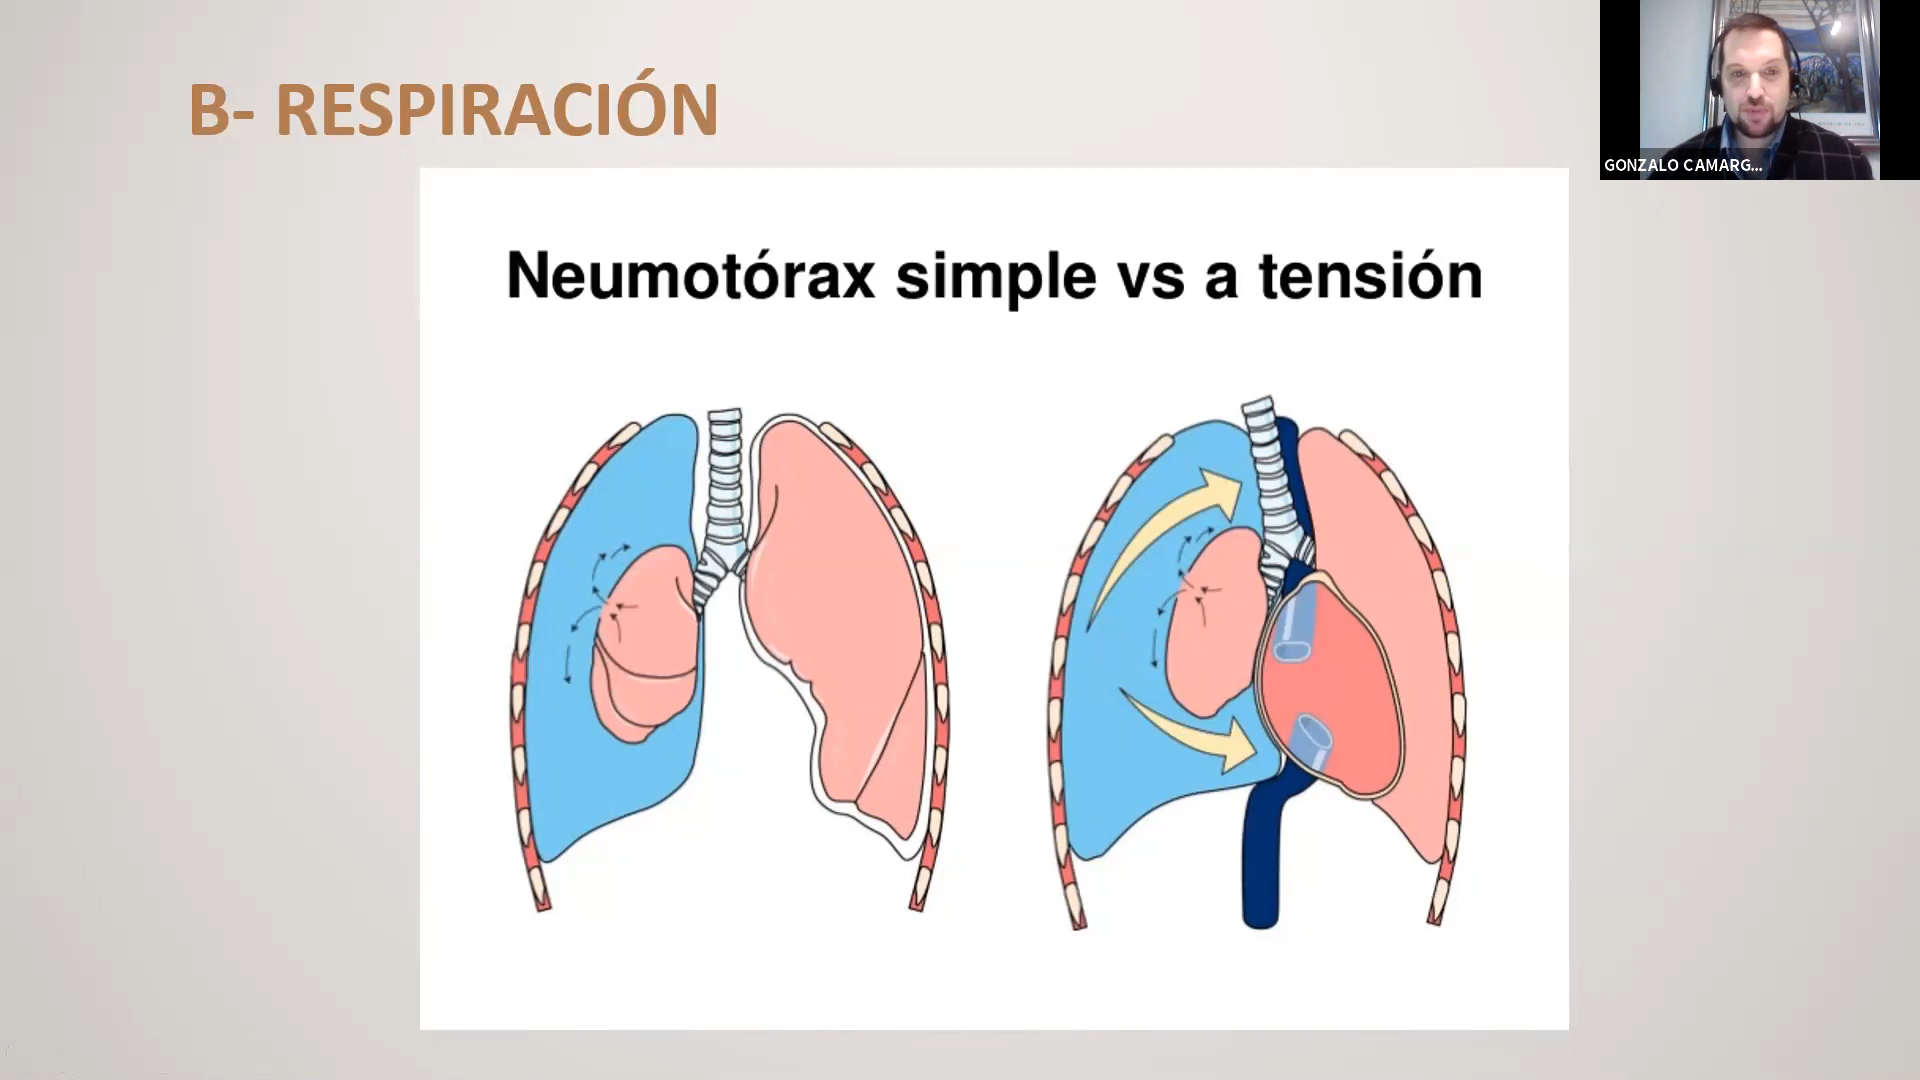 B- RESPIRACIÓN
GONZALO CAMARG...
Neumotórax simple vs a tensión